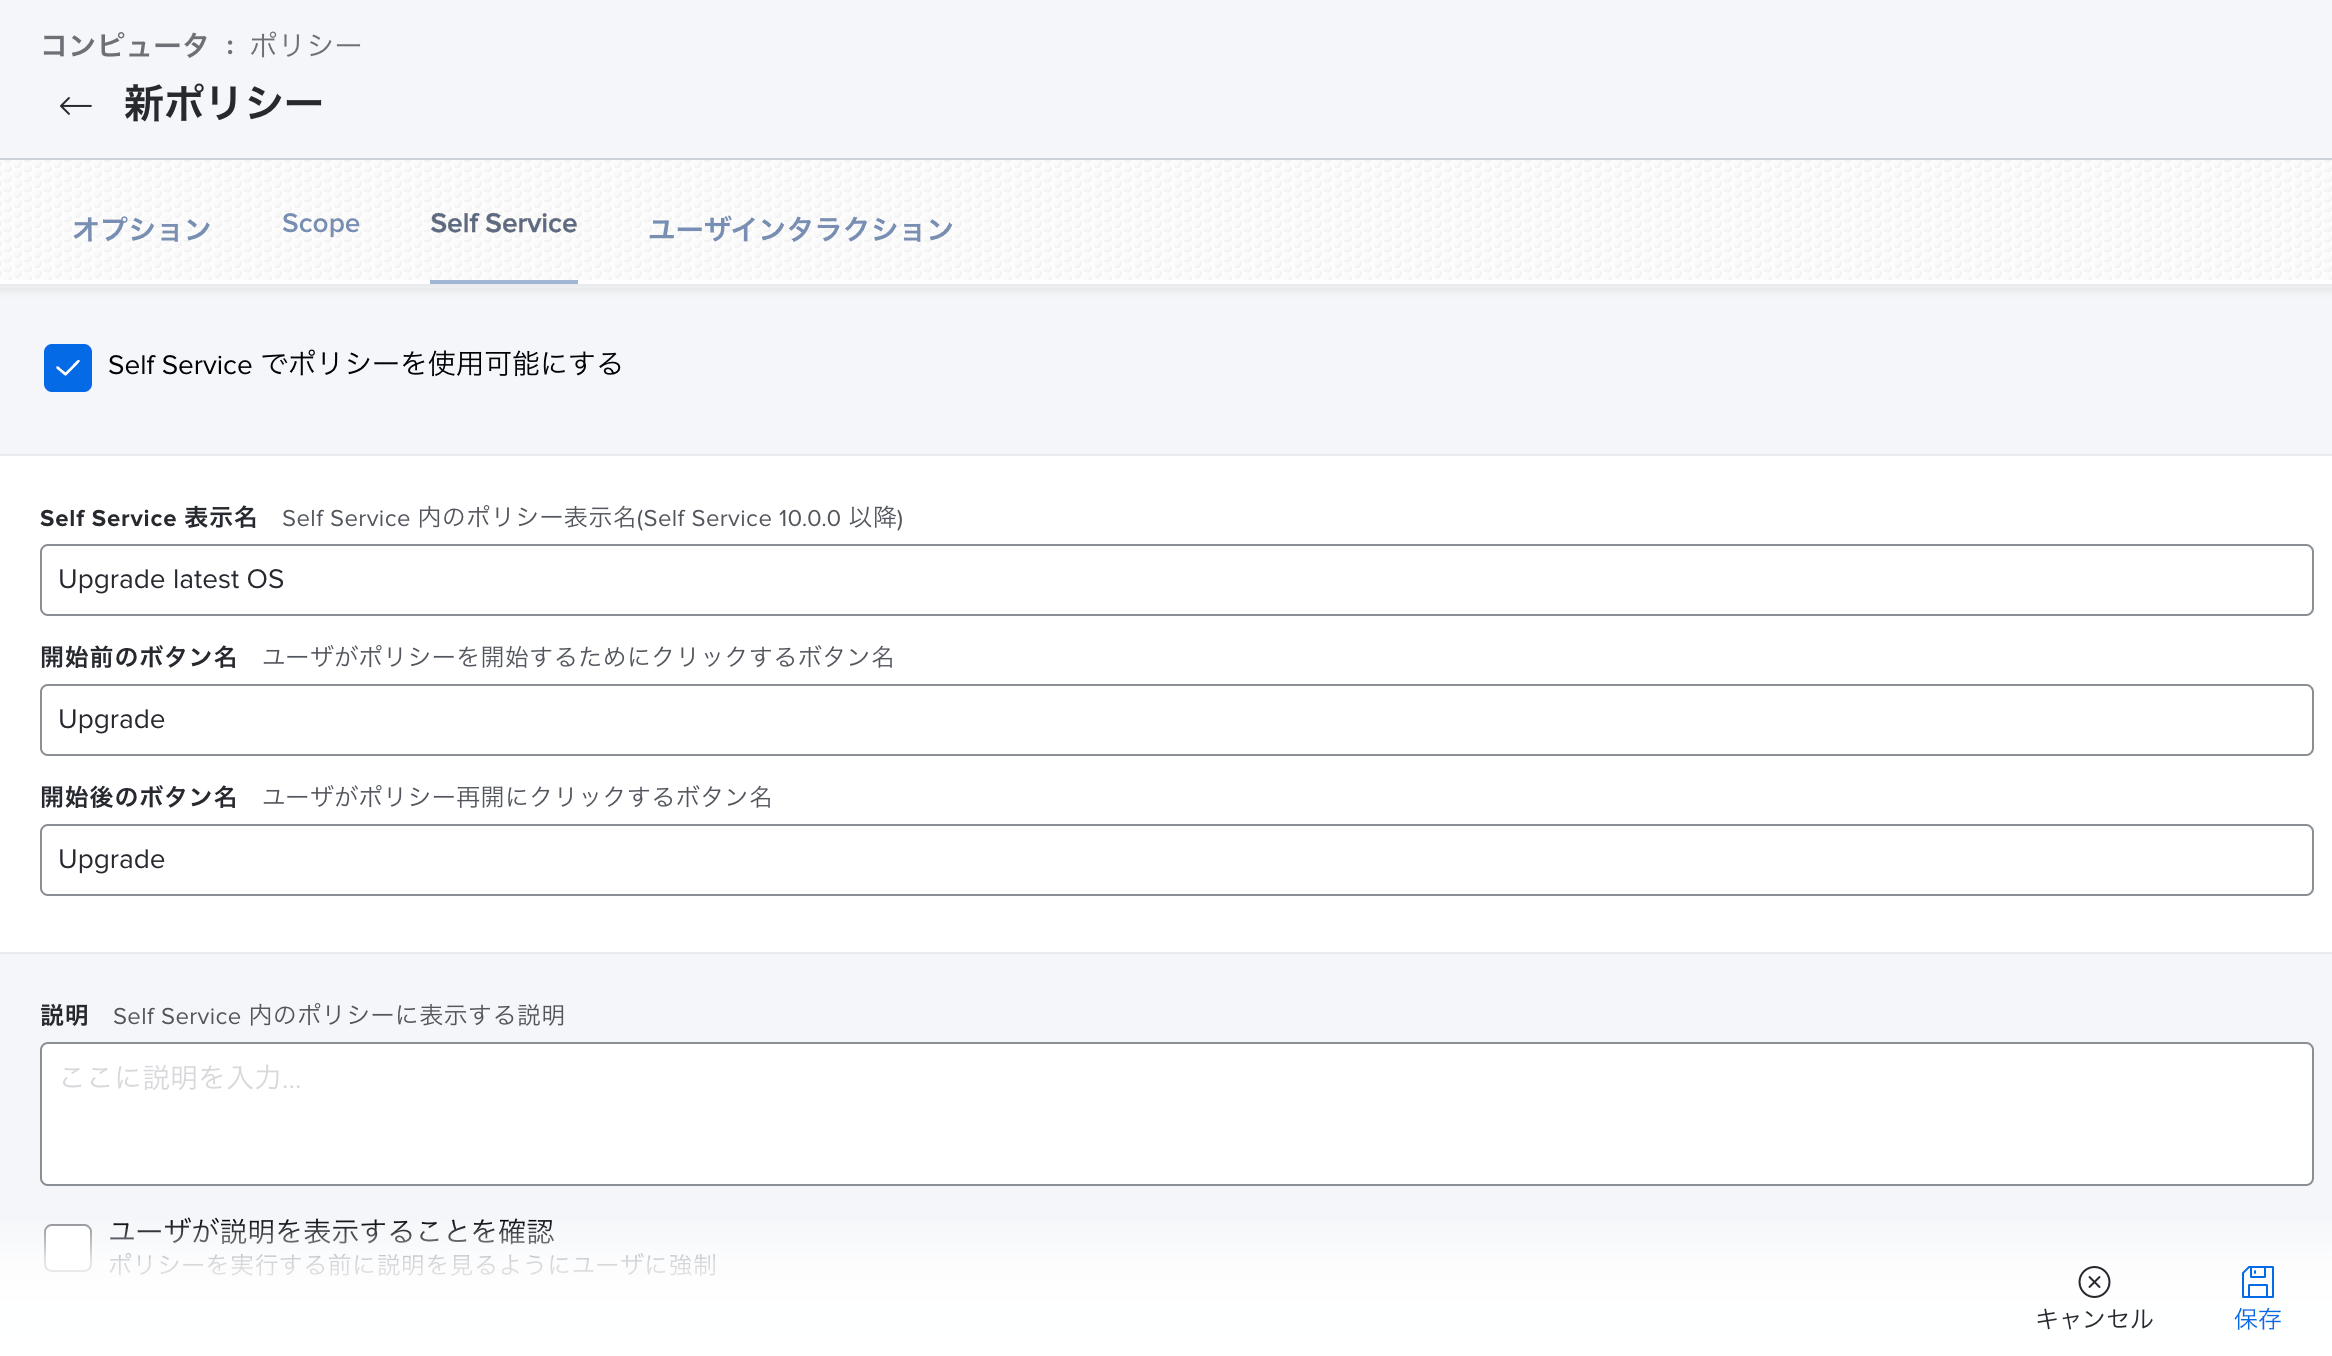 コンピュータ : ポリシー
← 新ポリシー
オプション Scope Self Service ユーザインタラクション
Self Service でポリシーを使用可能にする
Self Service 表示名 Self Service 内のポリシー表示名(Self Service 10.0.0 以降)
Upgrade latest OS
開始前のボタン名 ユーザがポリシーを開始するためにクリックするボタン名
Upgrade
開始後のボタン名 ユーザがポリシー再開にクリックするボタン名
Upgrade
説明 Self Service 内のポリシーに表示する説明
ここに説明を入力...
ユーザが説明を表示することを確認
ポリシーを実行する前に説明を見るようにユーザに強制
キャンセル 保存